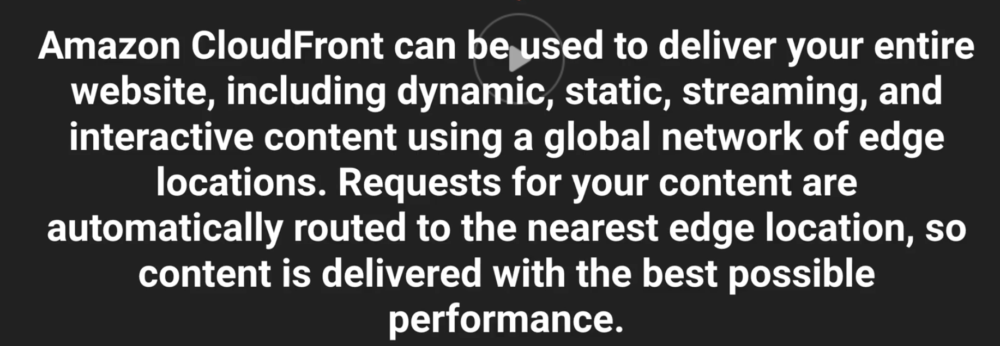 Amazon CloudFront can be used to deliver your entire
website, including dynamic, static, streaming, and
interactive content using a global network of edge
locations. Requests for your content are
automatically routed to the nearest edge location, so
content is delivered with the best possible
performance.